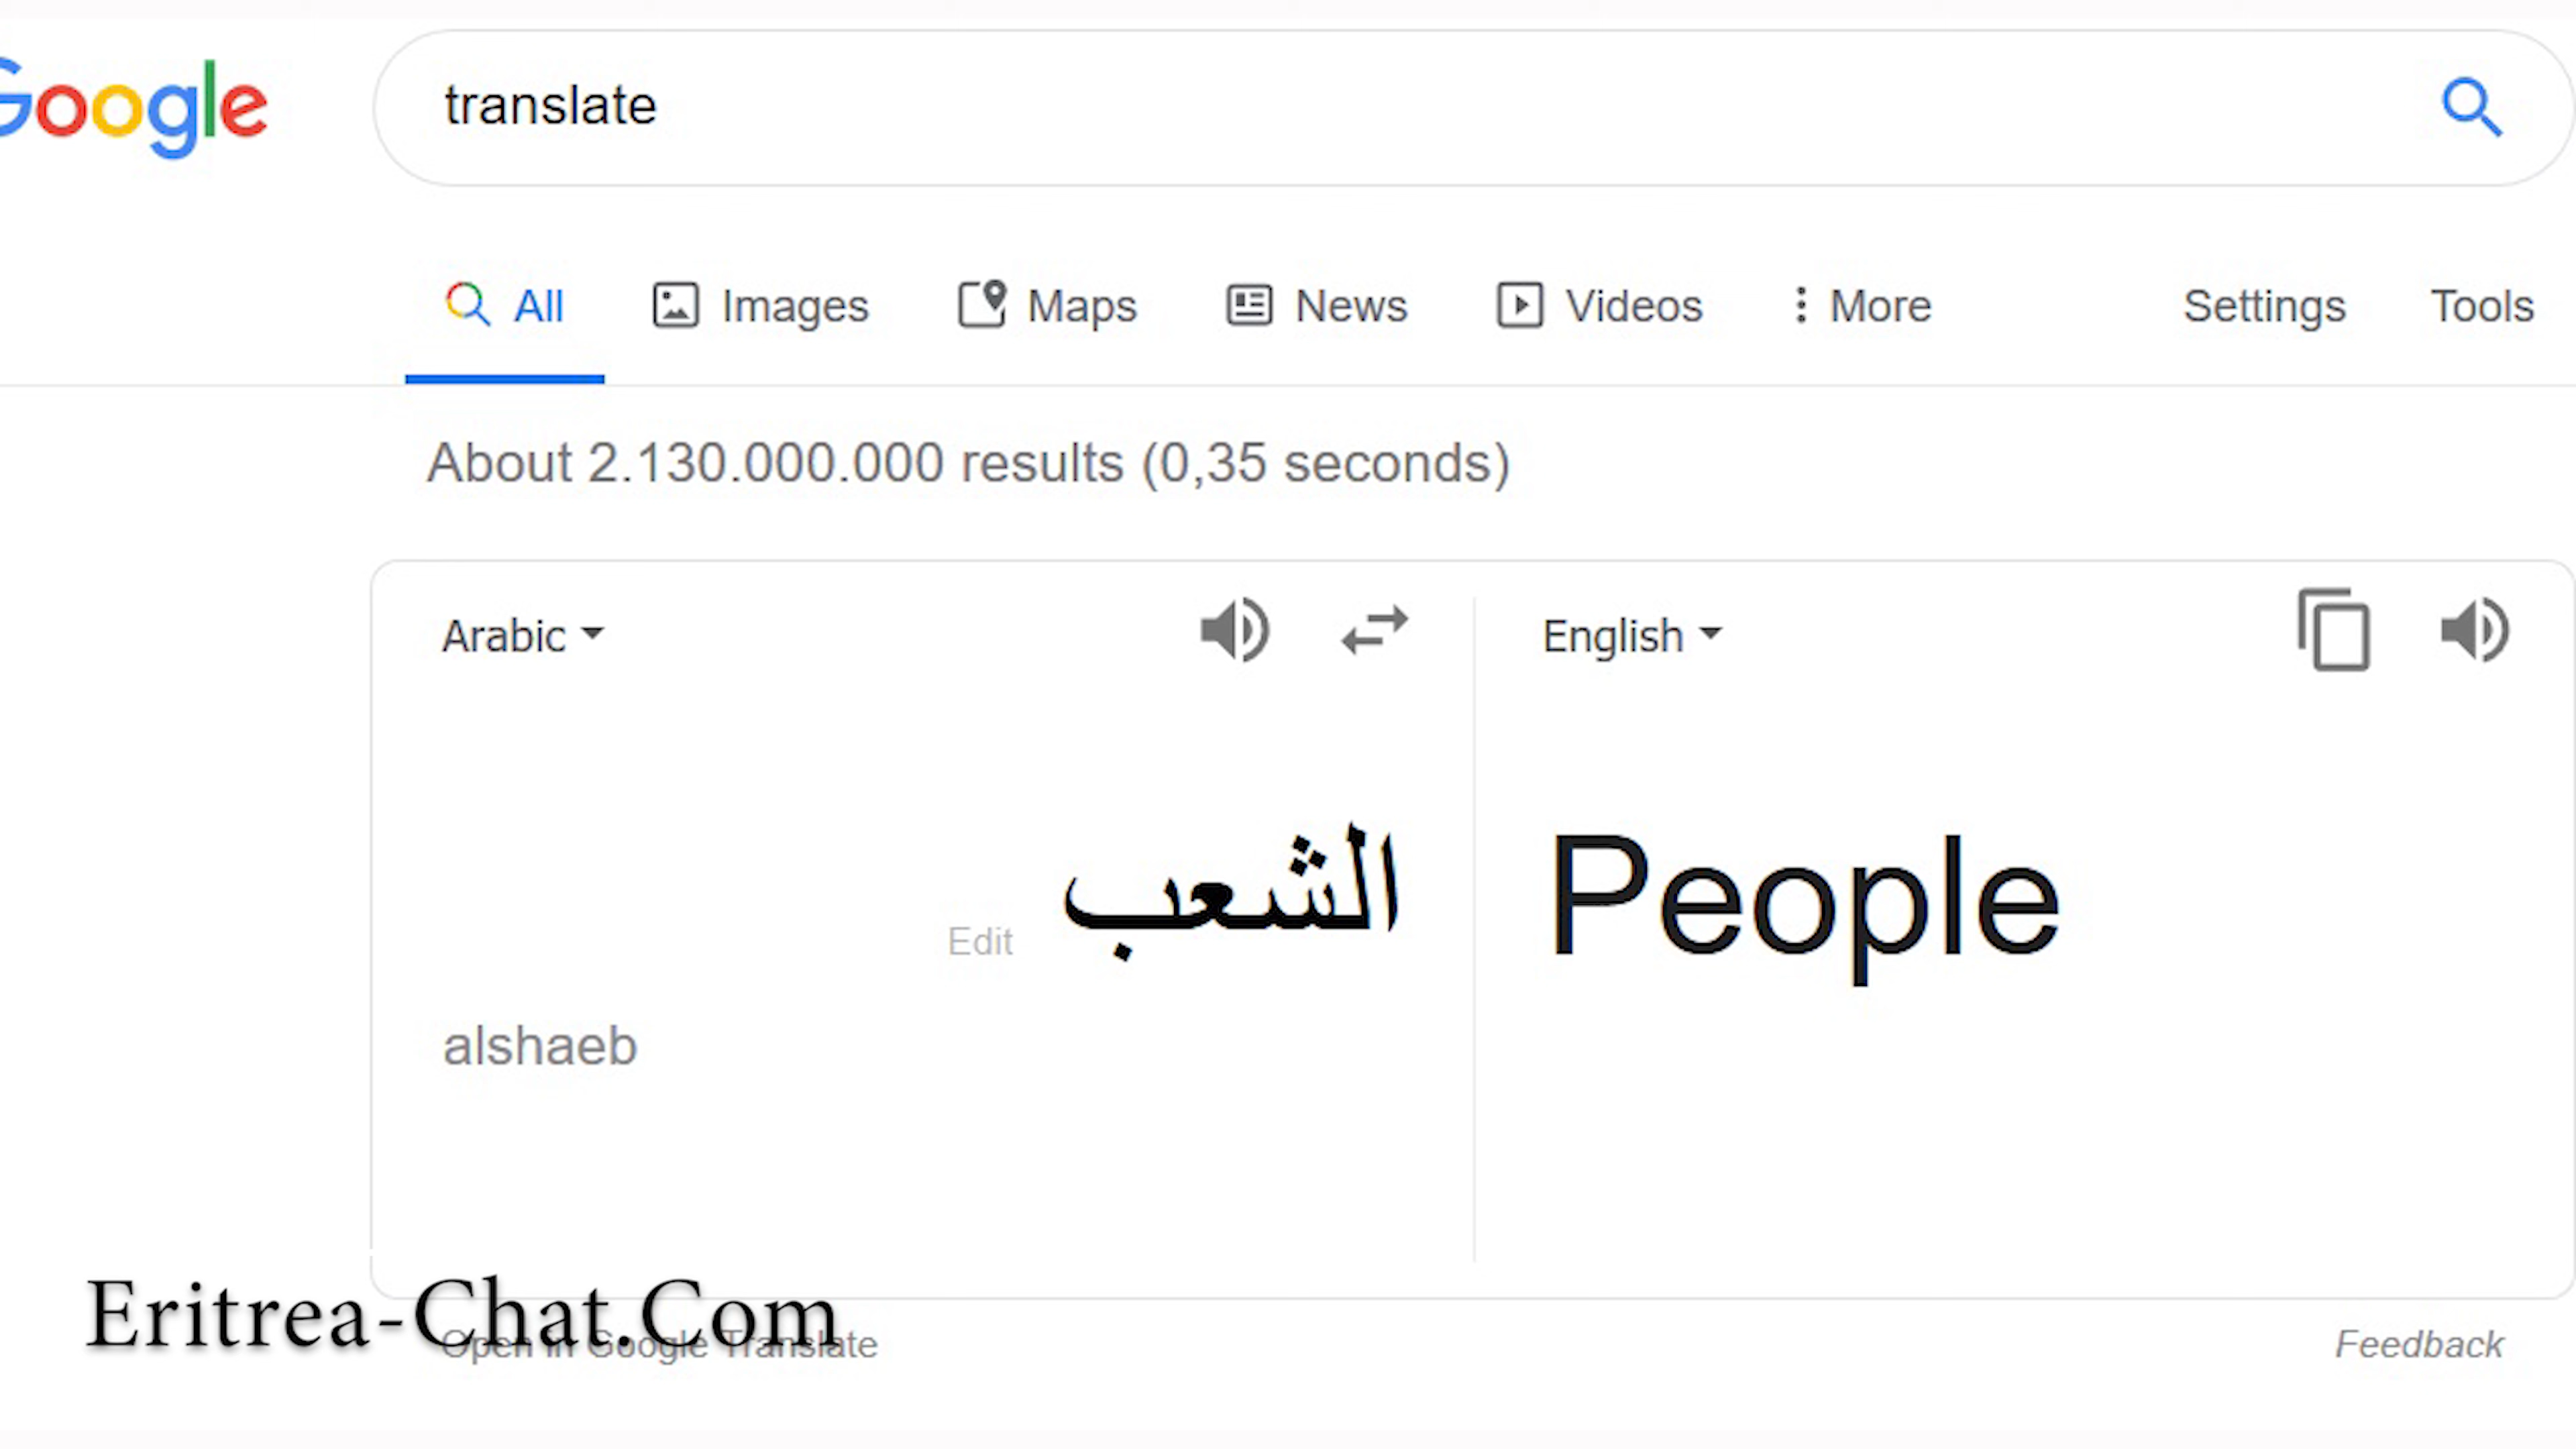 Google translate
All Images Maps News Videos More Settings Tools
About 2.130.000.000 results (0,35 seconds)
Arabic English
الشعب Edit People
alshaeb
Eritrea-Chat.Com
Open in Google Translate Feedback